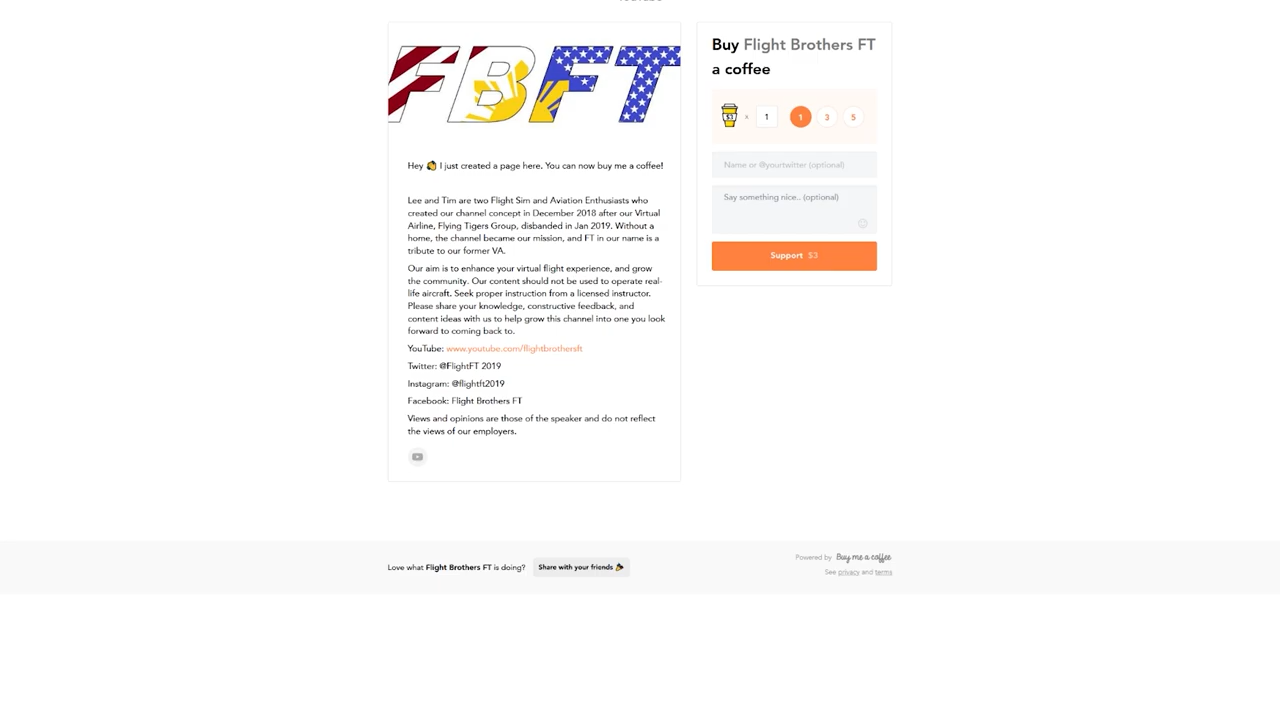 FBFT
Hey I just created a page here. You can now buy me a coffee!
Lee and Tim are two Flight Sim and Aviation Enthusiasts who
created our channel concept in December 2018 after our Virtual
Airline, Flying Tigers Group, disbanded in Jan 2019. Without a
home, the channel became our mission, and FT in our name is a
tribute to our former VA.
Our aim is to enhance your virtual flight experience, and grow
the community. Our content should not be used to operate real-
life aircraft. Seek proper instruction from a licensed instructor.
Please share your knowledge, constructive feedback, and
content ideas with us to help grow this channel into one you look
forward to coming back to.
YouTube: www.youtube.com/flightbrothersft
Twitter: @FlightFT 2019
Instagram: @flightft2019
Facebook: Flight Brothers FT
Views and opinions are those of the speaker and do not reflect
the views of our employers.
Buy Flight Brothers FT
a coffee
$3 x 1 1 3 5
Name or @yourtwitter (optional)
Say something nice.. (optional)
Support $3
Love what Flight Brothers FT is doing? Share with your friends
Powered by Buy me a coffee
See privacy and terms